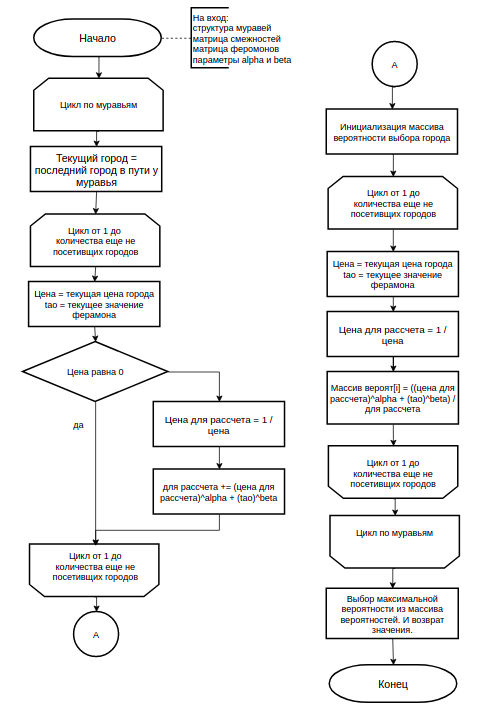 Начало
На вход:
структура муравей
матрица смежностей
матрица феромонов
параметры alpha и beta
Цикл по муравьям
Текущий город =
последний город в пути у
муравья
Цикл от 1 до
количества еще не
посетивщих городов
Цена = текущая цена города
tao = текущее значение
ферамона
Цена равна 0
да
Цена для рассчета = 1 /
цена
для рассчета += (цена для
рассчета)^alpha + (tao)^beta
Цикл от 1 до
количества еще не
посетивщих городов
А
А
Инициализация массива
вероятности выбора города
Цикл от 1 до
количества еще не
посетивщих городов
Цена = текущая цена города
tao = текущее значение
ферамона
Цена для рассчета = 1 /
цена
Массив вероят[i] = ((цена для
рассчета)^alpha + (tao)^beta) /
для рассчета
Цикл от 1 до
количества еще не
посетивщих городов
Цикл по муравьям
Выбор максимальной
вероятности из массива
вероятностей. И возврат
значения.
Конец